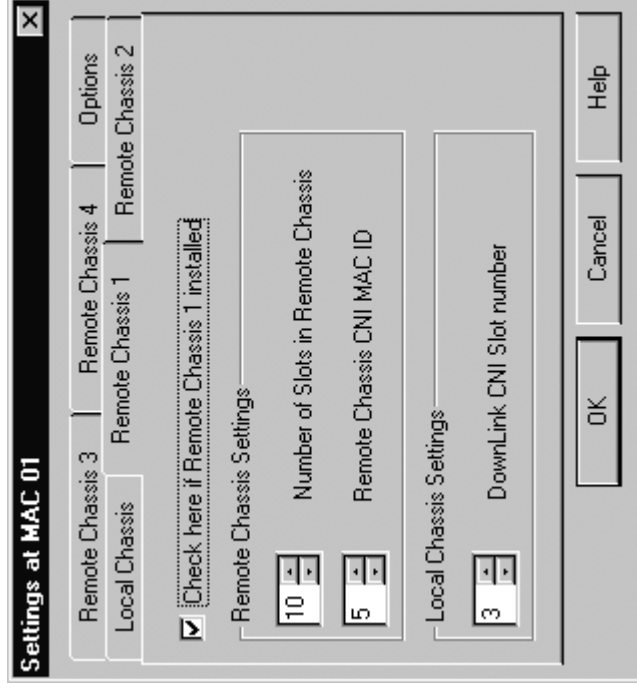 Settings at MAC 01
Remote Chassis 3 Remote Chassis 4 Options
Local Chassis Remote Chassis 1 Remote Chassis 2
Check here if Remote Chassis 1 installed
Remote Chassis Settings
10 Number of Slots in Remote Chassis
5 Remote Chassis CNI MAC ID
Local Chassis Settings
3 DownLink CNI Slot number
OK Cancel Help